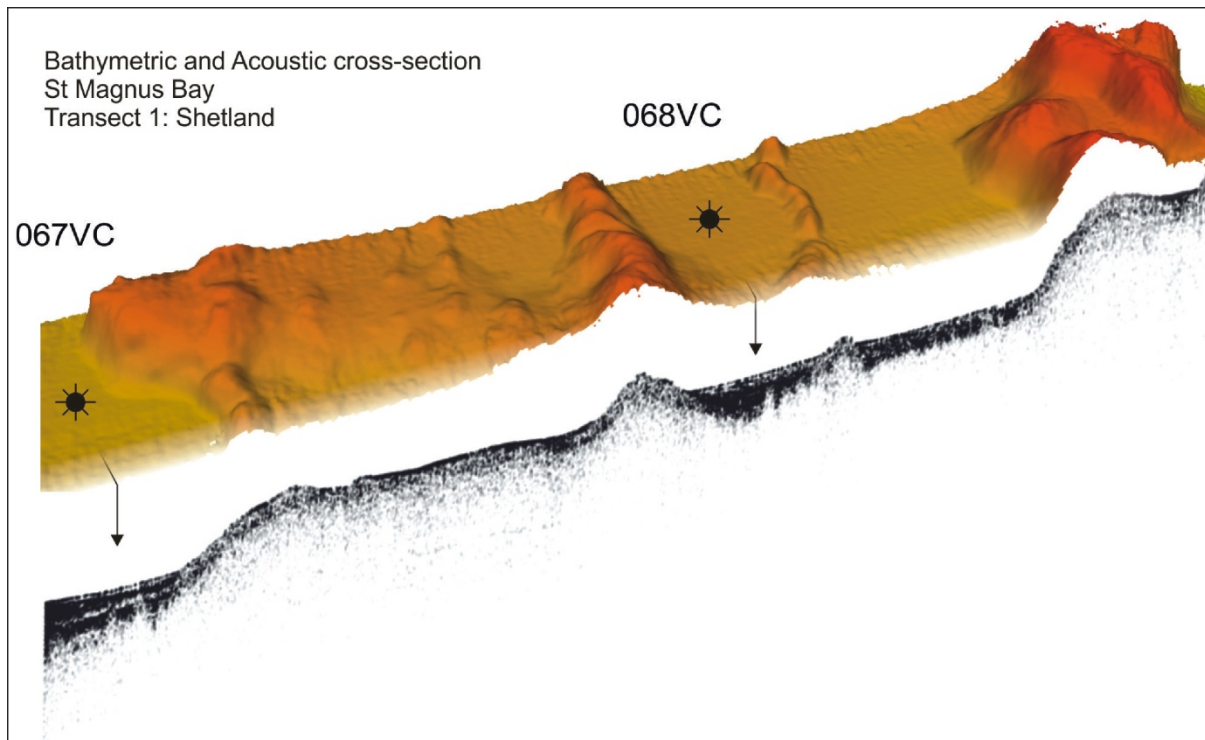 Bathymetric and Acoustic cross-section
St Magnus Bay
Transect 1: Shetland
068VC
067VC